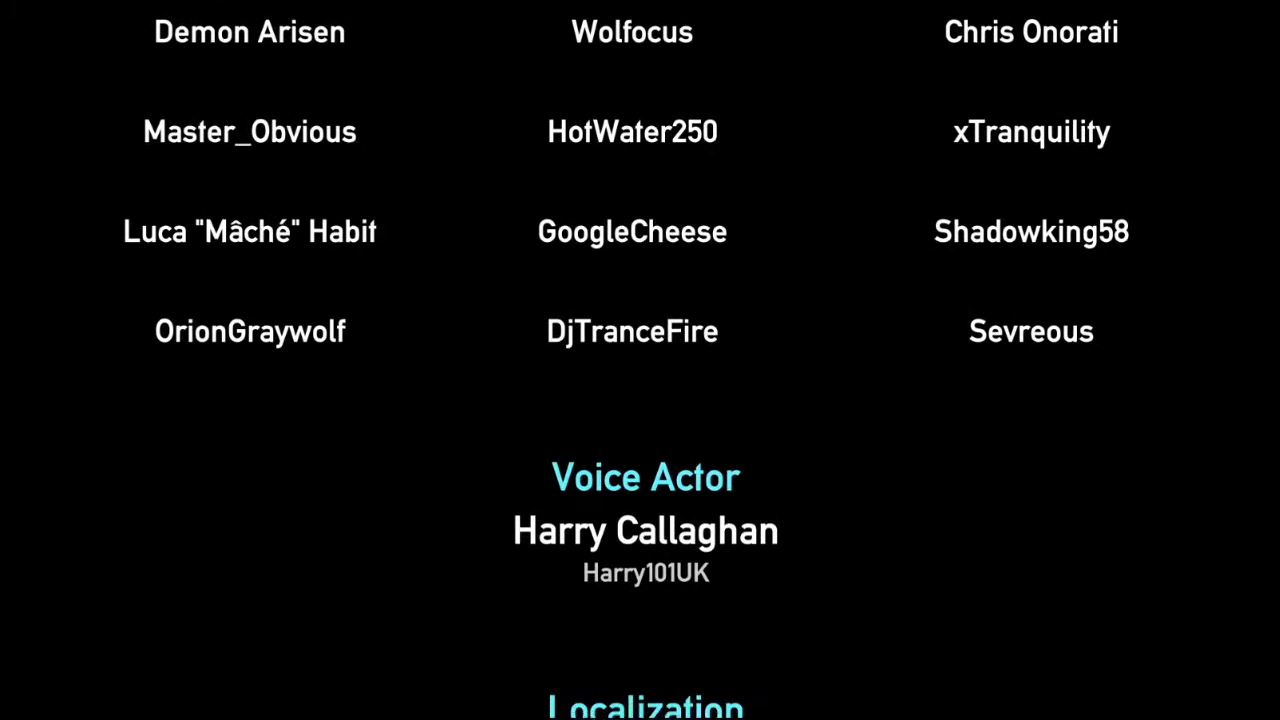 Demon Arisen Wolfocus Chris Onorati
Master_Obvious HotWater250 xTranquility
Luca "Mâché" Habit GoogleCheese Shadowking58
OrionGraywolf DjTranceFire Sevreous
Voice Actor
Harry Callaghan
Harry101UK
Localization